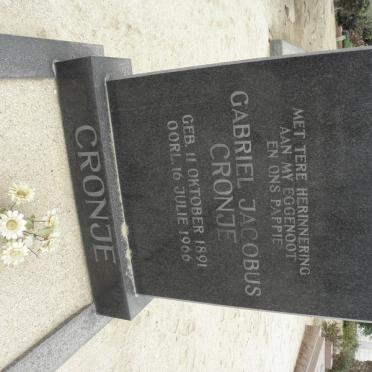 MET TERE HERINNERING
AAN MY EGGENOOT
EN ONS PAPPIE
GABRIEL JACOBUS
CRONJE
GEB. 11 OKTOBER 1891
OORL. 16 JULIE 1966
CRONJE